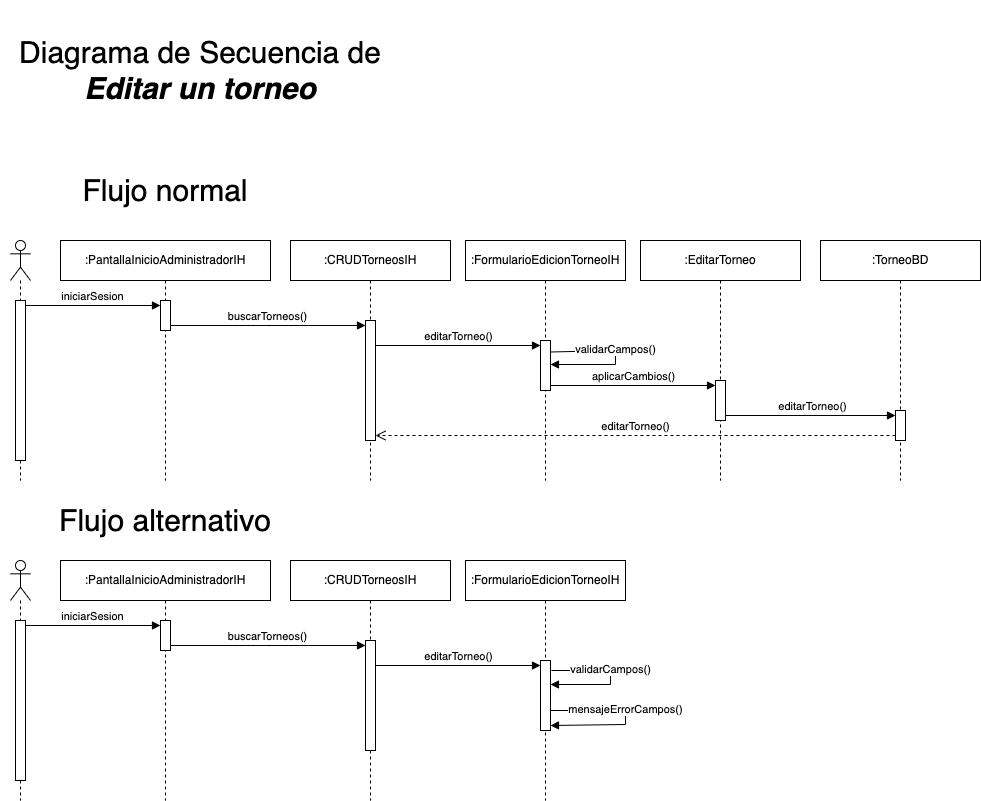 Diagrama de Secuencia de
Editar un torneo
Flujo normal
:PantallaInicioAdministradorIH
:CRUDTorneosIH
:FormularioEdicionTorneoIH
:EditarTorneo
:TorneoBD
iniciarSesion
buscarTorneos()
editarTorneo()
validarCampos()
aplicarCambios()
editarTorneo()
editarTorneo()
Flujo alternativo
:PantallaInicioAdministradorIH
:CRUDTorneosIH
:FormularioEdicionTorneoIH
iniciarSesion
buscarTorneos()
editarTorneo()
validarCampos()
mensajeErrorCampos()